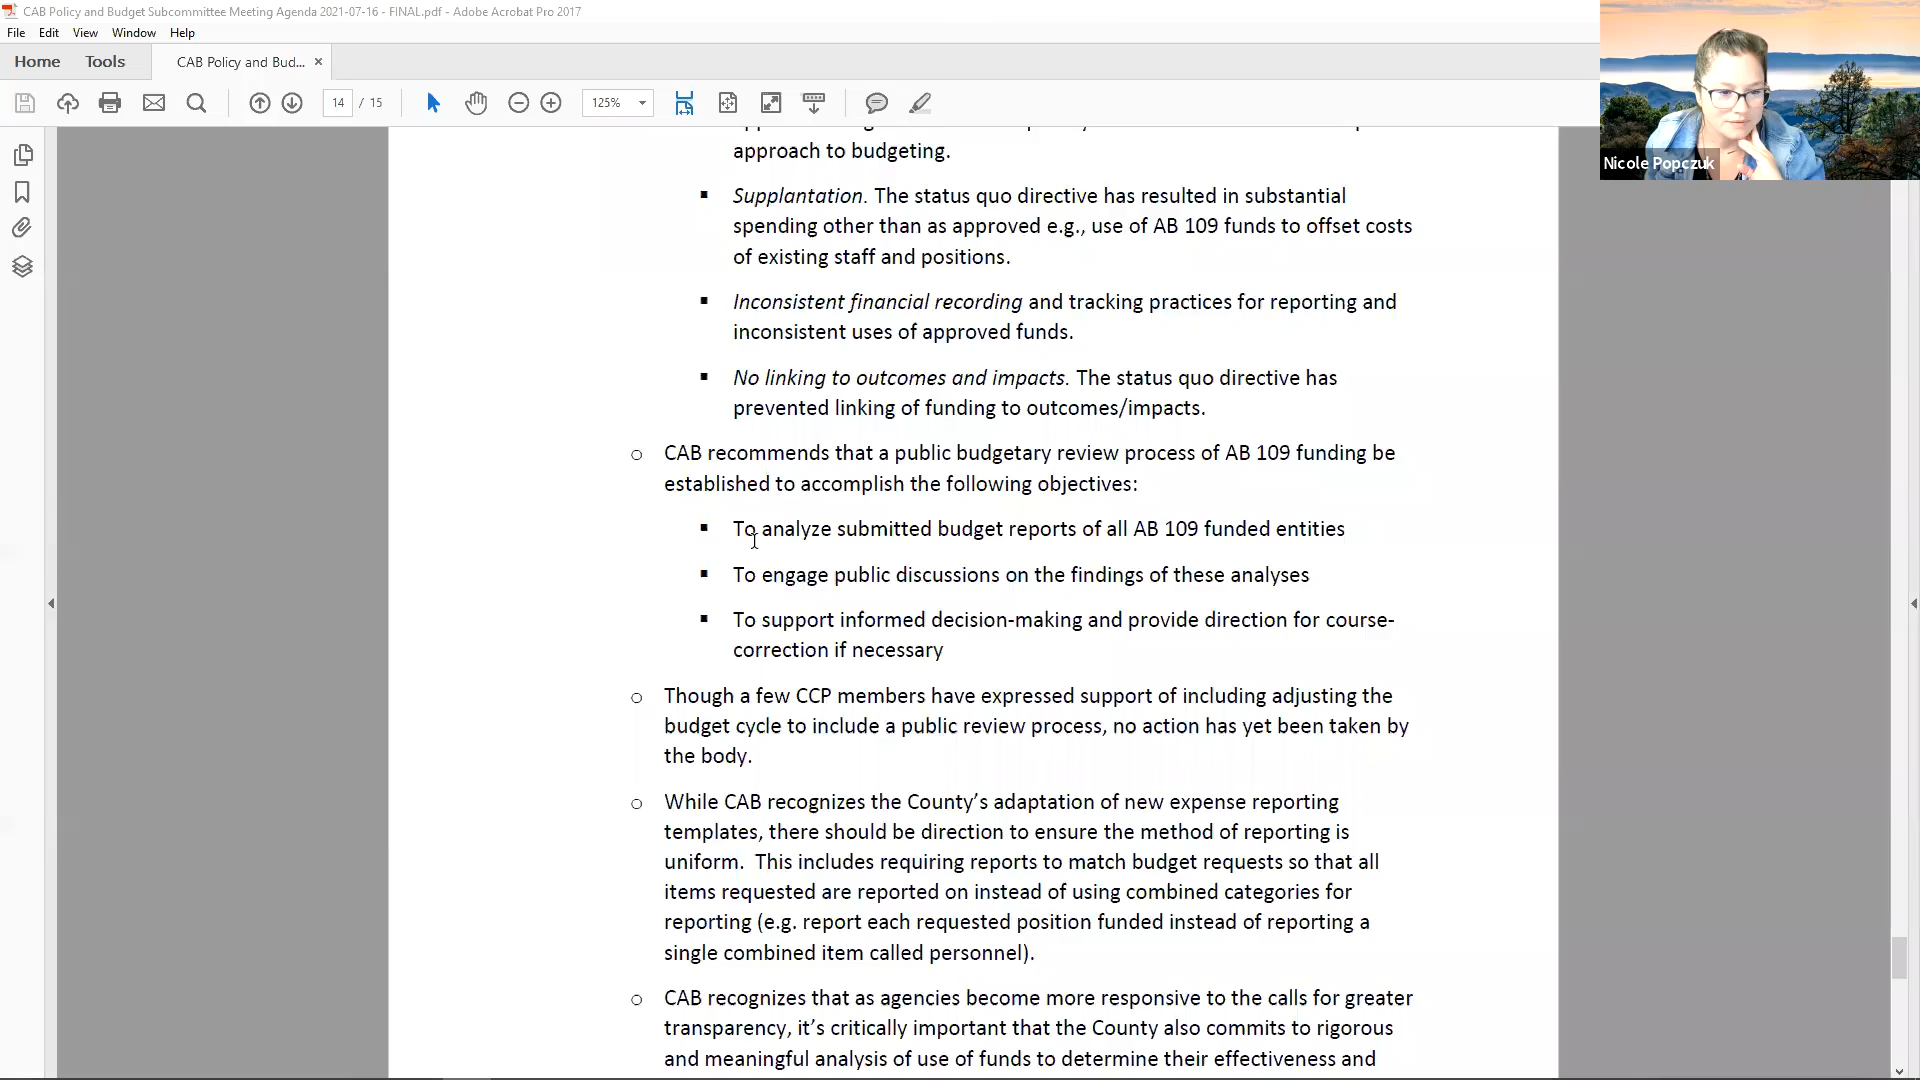 CAB Policy and Budget Subcommittee Meeting Agenda 2021-07-16 - FINAL.pdf - Adobe Acrobat Pro 2017
File Edit View Window Help
Home Tools CAB Policy and Bud... ×
14 / 15 125%
Nicole Popczuk
approach to budgeting.
▪ Supplantation. The status quo directive has resulted in substantial
spending other than as approved e.g., use of AB 109 funds to offset costs
of existing staff and positions.
▪ Inconsistent financial recording and tracking practices for reporting and
inconsistent uses of approved funds.
▪ No linking to outcomes and impacts. The status quo directive has
prevented linking of funding to outcomes/impacts.
o CAB recommends that a public budgetary review process of AB 109 funding be
established to accomplish the following objectives:
▪ To analyze submitted budget reports of all AB 109 funded entities
▪ To engage public discussions on the findings of these analyses
▪ To support informed decision-making and provide direction for course-
correction if necessary
o Though a few CCP members have expressed support of including adjusting the
budget cycle to include a public review process, no action has yet been taken by
the body.
o While CAB recognizes the County’s adaptation of new expense reporting
templates, there should be direction to ensure the method of reporting is
uniform.  This includes requiring reports to match budget requests so that all
items requested are reported on instead of using combined categories for
reporting (e.g. report each requested position funded instead of reporting a
single combined item called personnel).
o CAB recognizes that as agencies become more responsive to the calls for greater
transparency, it’s critically important that the County also commits to rigorous
and meaningful analysis of use of funds to determine their effectiveness and